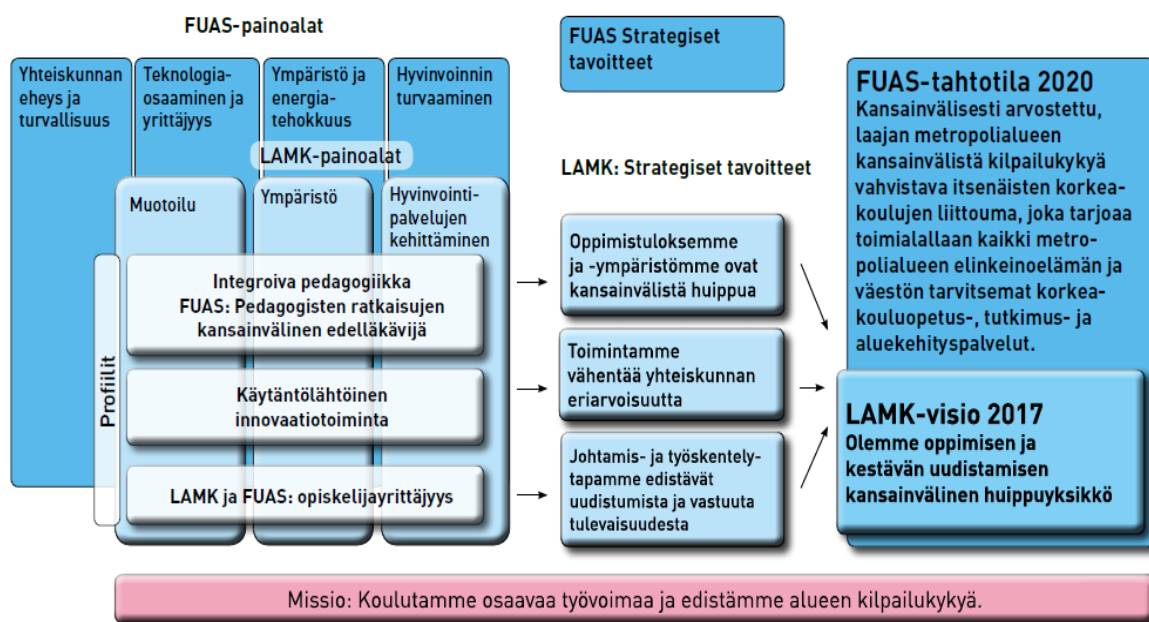 FUAS-painoalat
Yhteiskunnan
eheys ja
turvallisuus
Teknologia-
osaaminen ja
yrittäjyys
Ympäristö ja
energia-
tehokkuus
Hyvinvoinnin
turvaaminen
LAMK-painoalat
Muotoilu
Ympäristö
Hyvinvointi-
palvelujen
kehittäminen
Profiilit
Integroiva pedagogiikka
FUAS: Pedagogisten ratkaisujen
kansainvälinen edelläkävijä
Käytäntölähtöinen
innovaatiotoiminta
LAMK ja FUAS: opiskelijayrittäjyys
FUAS Strategiset
tavoitteet
LAMK: Strategiset tavoitteet
Oppimistuloksemme
ja -ympäristömme ovat
kansainvälistä huippua
Toimintamme
vähentää yhteiskunnan
eriarvoisuutta
Johtamis- ja työskentely-
tapamme edistävät
uudistumista ja vastuuta
tulevaisuudesta
FUAS-tahtotila 2020
Kansainvälisesti arvostettu,
laajan metropolialueen
kansainvälistä kilpailukykyä
vahvistava itsenäisten korkea-
koulujen liittouma, joka tarjoaa
toimialallaan kaikki metro-
polialueen elinkeinoelämän ja
väestön tarvitsemat korkea-
kouluopetus-, tutkimus- ja
aluekehityspalvelut.
LAMK-visio 2017
Olemme oppimisen ja
kestävän uudistamisen
kansainvälinen huippuyksikkö
Missio: Koulutamme osaavaa työvoimaa ja edistämme alueen kilpailukykyä.